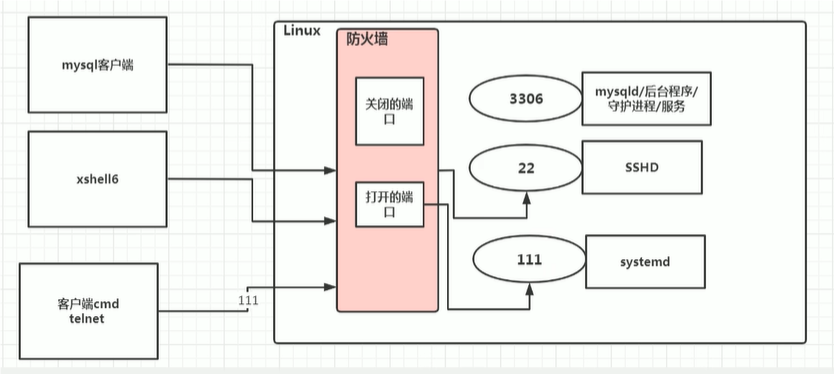 Linux
防火墙
mysql客户端
关闭的端
口
3306
mysqld/后台程序/
守护进程/服务
xshell6
22
SSHD
打开的端
口
111
systemd
客户端cmd
telnet
111